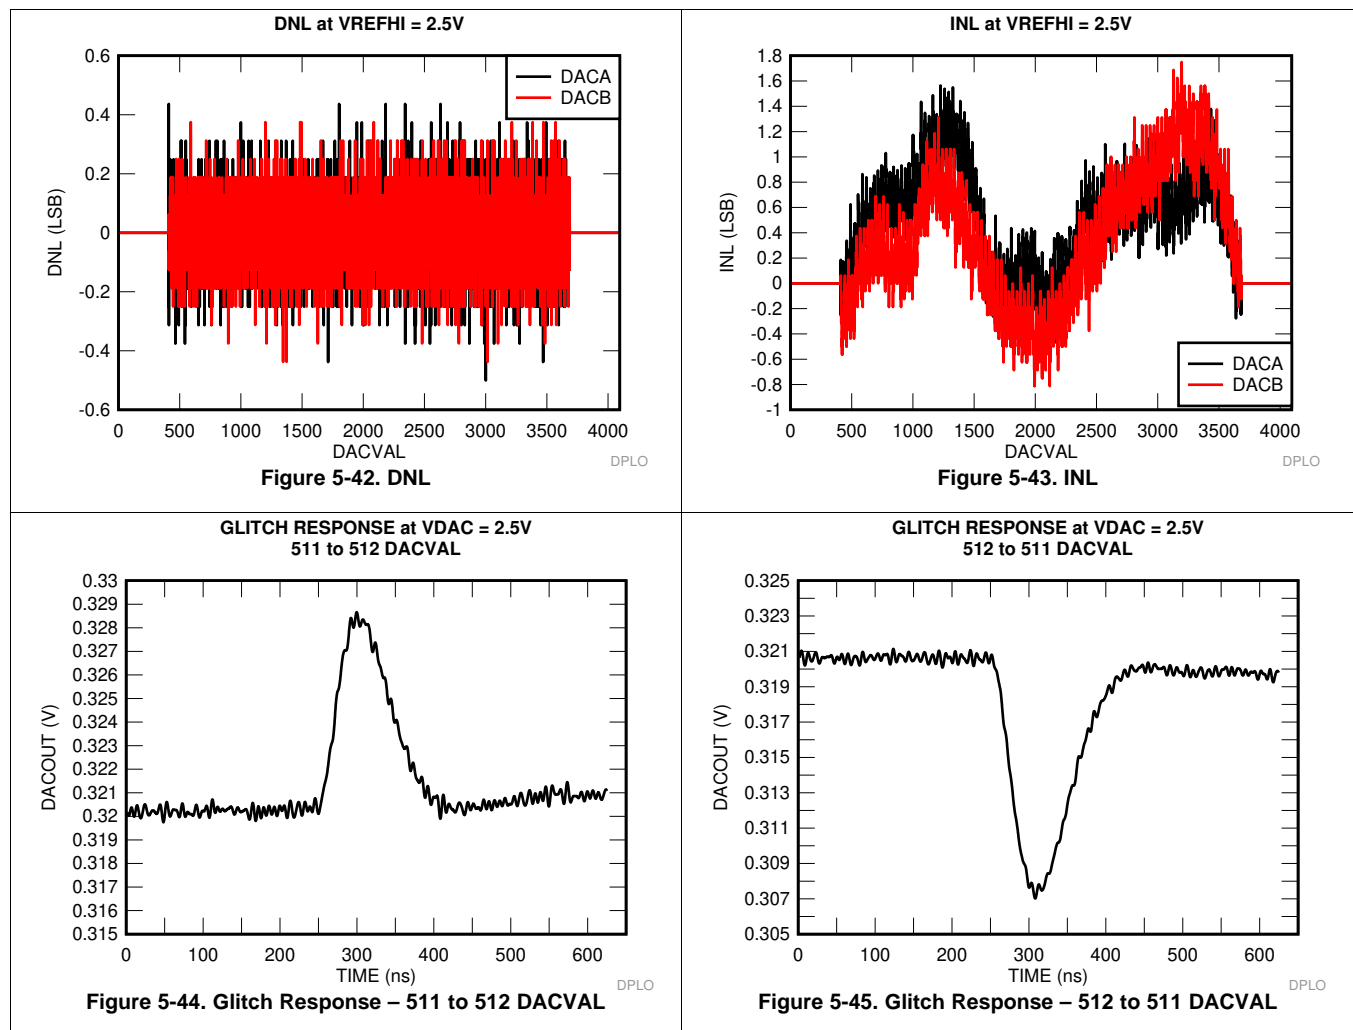 DNL at VREFHI = 2.5V
0.6
0.4
0.2
0
-0.2
-0.4
-0.6
DNL (LSB)
DACA
DACB
0 500 1000 1500 2000 2500 3000 3500 4000
DACVAL
DPLO
Figure 5-42. DNL
INL at VREFHI = 2.5V
1.8
1.6
1.4
1.2
1
0.8
0.6
0.4
0.2
0
-0.2
-0.4
-0.6
-0.8
-1
INL (LSB)
DACA
DACB
0 500 1000 1500 2000 2500 3000 3500 4000
DACVAL
DPLO
Figure 5-43. INL
GLITCH RESPONSE at VDAC = 2.5V
511 to 512 DACVAL
0.33
0.329
0.328
0.327
0.326
0.325
0.324
0.323
0.322
0.321
0.32
0.319
0.318
0.317
0.316
0.315
DACOUT (V)
0 100 200 300 400 500 600
TIME (ns)
DPLO
Figure 5-44. Glitch Response – 511 to 512 DACVAL
GLITCH RESPONSE at VDAC = 2.5V
512 to 511 DACVAL
0.325
0.323
0.321
0.319
0.317
0.315
0.313
0.311
0.309
0.307
0.305
DACOUT (V)
0 100 200 300 400 500 600
TIME (ns)
DPLO
Figure 5-45. Glitch Response – 512 to 511 DACVAL